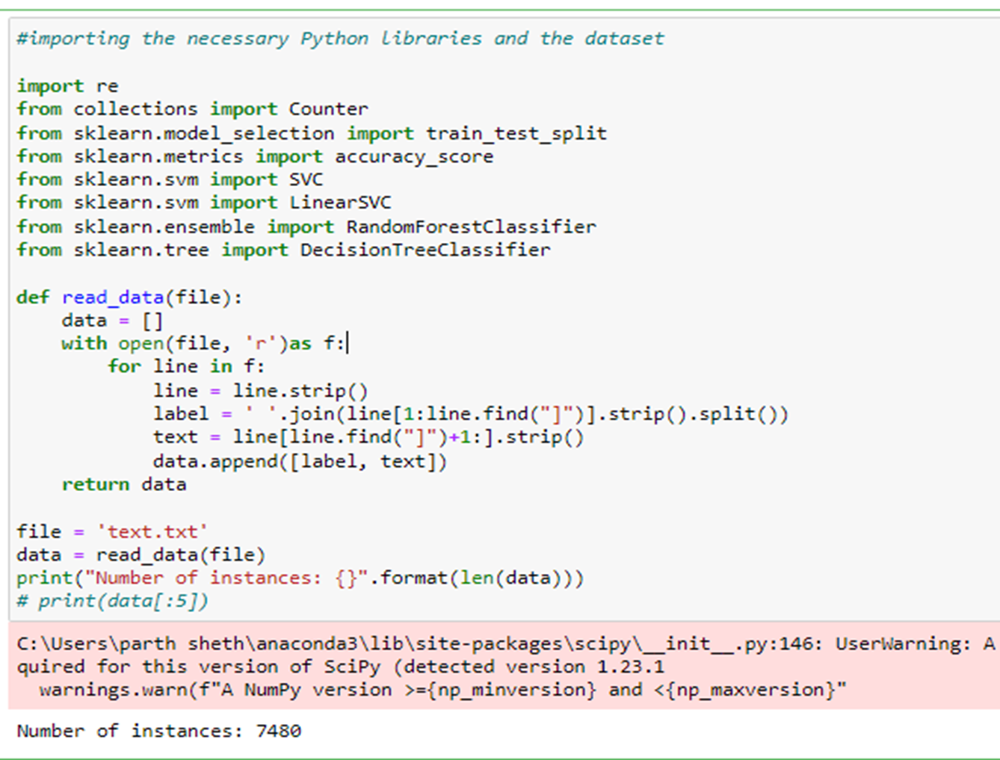 #importing the necessary Python libraries and the dataset
import re
from collections import Counter
from sklearn.model_selection import train_test_split
from sklearn.metrics import accuracy_score
from sklearn.svm import SVC
from sklearn.svm import LinearSVC
from sklearn.ensemble import RandomForestClassifier
from sklearn.tree import DecisionTreeClassifier
def read_data(file):
    data = []
    with open(file, 'r')as f:
        for line in f:
            line = line.strip()
            label = ' '.join(line[1:line.find("]")].strip().split())
            text = line[line.find("]")+1:].strip()
            data.append([label, text])
    return data
file = 'text.txt'
data = read_data(file)
print("Number of instances: {}".format(len(data)))
# print(data[:5])
C:\Users\parth sheth\anaconda3\lib\site-packages\scipy\__init__.py:146: UserWarning: A
quired for this version of SciPy (detected version 1.23.1
  warnings.warn(f"A NumPy version >={np_minversion} and <{np_maxversion}"
Number of instances: 7480